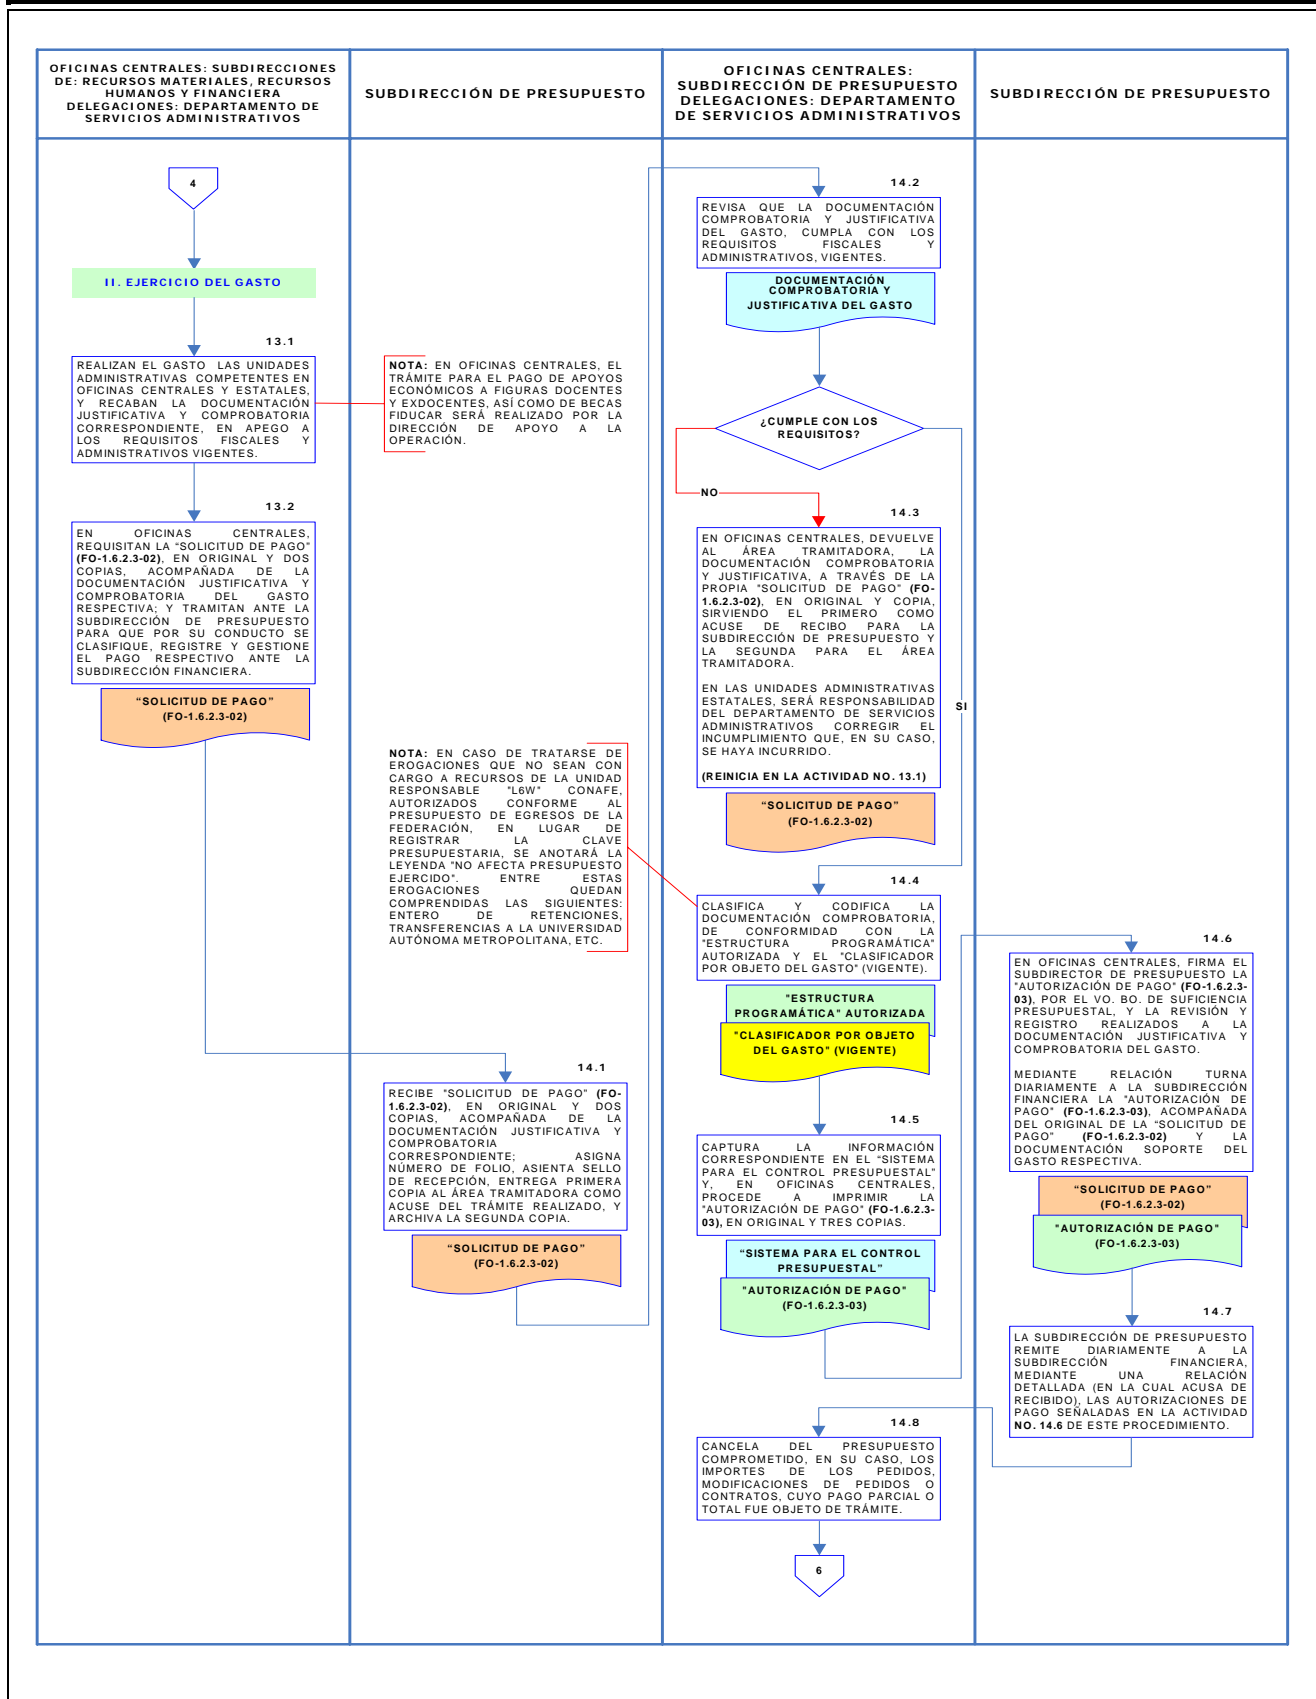 OFICINAS CENTRALES: SUBDIRECCIONES
DE: RECURSOS MATERIALES, RECURSOS
HUMANOS Y FINANCIERA
DELEGACIONES: DEPARTAMENTO DE
SERVICIOS ADMINISTRATIVOS
SUBDIRECCIÓN DE PRESUPUESTO
OFICINAS CENTRALES:
SUBDIRECCIÓN DE PRESUPUESTO
DELEGACIONES: DEPARTAMENTO
DE SERVICIOS ADMINISTRATIVOS
SUBDIRECCIÓN DE PRESUPUESTO
4
II. EJERCICIO DEL GASTO
13.1
REALIZAN EL GASTO LAS UNIDADES
ADMINISTRATIVAS COMPETENTES EN
OFICINAS CENTRALES Y ESTATALES,
Y RECABAN LA DOCUMENTACIÓN
JUSTIFICATIVA Y COMPROBATORIA
CORRESPONDIENTE, EN APEGO A
LOS REQUISITOS FISCALES Y
ADMINISTRATIVOS VIGENTES.
13.2
EN OFICINAS CENTRALES,
REQUISITAN LA “SOLICITUD DE PAGO”
(FO-1.6.2.3-02), EN ORIGINAL Y DOS
COPIAS, ACOMPAÑADA DE LA
DOCUMENTACIÓN JUSTIFICATIVA Y
COMPROBATORIA DEL GASTO
RESPECTIVA; Y TRAMITAN ANTE LA
SUBDIRECCIÓN DE PRESUPUESTO
PARA QUE POR SU CONDUCTO SE
CLASIFIQUE, REGISTRE Y GESTIONE
EL PAGO RESPECTIVO ANTE LA
SUBDIRECCIÓN FINANCIERA.
“SOLICITUD DE PAGO”
(FO-1.6.2.3-02)
NOTA: EN OFICINAS CENTRALES, EL
TRÁMITE PARA EL PAGO DE APOYOS
ECONÓMICOS A FIGURAS DOCENTES
Y EXDOCENTES, ASÍ COMO DE BECAS
FIDUCAR SERÁ REALIZADO POR LA
DIRECCIÓN DE APOYO A LA
OPERACIÓN.
NOTA: EN CASO DE TRATARSE DE
EROGACIONES QUE NO SEAN CON
CARGO A RECURSOS DE LA UNIDAD
RESPONSABLE "L6W" CONAFE,
AUTORIZADOS CONFORME AL
PRESUPUESTO DE EGRESOS DE LA
FEDERACIÓN, EN LUGAR DE
REGISTRAR LA CLAVE
PRESUPUESTARIA, SE ANOTARÁ LA
LEYENDA "NO AFECTA PRESUPUESTO
EJERCIDO". ENTRE ESTAS
EROGACIONES QUEDAN
COMPRENDIDAS LAS SIGUIENTES:
ENTERO DE RETENCIONES,
TRANSFERENCIAS A LA UNIVERSIDAD
AUTÓNOMA METROPOLITANA, ETC.
14.1
RECIBE "SOLICITUD DE PAGO" (FO-
1.6.2.3-02), EN ORIGINAL Y DOS
COPIAS, ACOMPAÑADA DE LA
DOCUMENTACIÓN JUSTIFICATIVA Y
COMPROBATORIA
CORRESPONDIENTE; ASIGNA
NÚMERO DE FOLIO, ASIENTA SELLO
DE RECEPCIÓN, ENTREGA PRIMERA
COPIA AL ÁREA TRAMITADORA COMO
ACUSE DEL TRÁMITE REALIZADO, Y
ARCHIVA LA SEGUNDA COPIA.
“SOLICITUD DE PAGO”
(FO-1.6.2.3-02)
14.2
REVISA QUE LA DOCUMENTACIÓN
COMPROBATORIA Y JUSTIFICATIVA
DEL GASTO, CUMPLA CON LOS
REQUISITOS FISCALES Y
ADMINISTRATIVOS, VIGENTES.
DOCUMENTACIÓN
COMPROBATORIA Y
JUSTIFICATIVA DEL GASTO
¿CUMPLE CON LOS
REQUISITOS?
NO
SI
14.3
EN OFICINAS CENTRALES, DEVUELVE
AL ÁREA TRAMITADORA, LA
DOCUMENTACIÓN COMPROBATORIA
Y JUSTIFICATIVA, A TRAVÉS DE LA
PROPIA "SOLICITUD DE PAGO" (FO-
1.6.2.3-02), EN ORIGINAL Y COPIA,
SIRVIENDO EL PRIMERO COMO
ACUSE DE RECIBO PARA LA
SUBDIRECCIÓN DE PRESUPUESTO Y
LA SEGUNDA PARA EL ÁREA
TRAMITADORA.
EN LAS UNIDADES ADMINISTRATIVAS
ESTATALES, SERÁ RESPONSABILIDAD
DEL DEPARTAMENTO DE SERVICIOS
ADMINISTRATIVOS CORREGIR EL
INCUMPLIMIENTO QUE, EN SU CASO,
SE HAYA INCURRIDO.
(REINICIA EN LA ACTIVIDAD NO. 13.1)
“SOLICITUD DE PAGO”
(FO-1.6.2.3-02)
14.4
CLASIFICA Y CODIFICA LA
DOCUMENTACIÓN COMPROBATORIA,
DE CONFORMIDAD CON LA
"ESTRUCTURA PROGRAMÁTICA"
AUTORIZADA Y EL "CLASIFICADOR
POR OBJETO DEL GASTO" (VIGENTE).
"ESTRUCTURA
PROGRAMÁTICA" AUTORIZADA
"CLASIFICADOR POR OBJETO
DEL GASTO" (VIGENTE)
14.5
CAPTURA LA INFORMACIÓN
CORRESPONDIENTE EN EL "SISTEMA
PARA EL CONTROL PRESUPUESTAL"
Y, EN OFICINAS CENTRALES,
PROCEDE A IMPRIMIR LA
"AUTORIZACIÓN DE PAGO" (FO-1.6.2.3-
03), EN ORIGINAL Y TRES COPIAS.
“SISTEMA PARA EL CONTROL
PRESUPUESTAL”
"AUTORIZACIÓN DE PAGO"
(FO-1.6.2.3-03)
14.6
EN OFICINAS CENTRALES, FIRMA EL
SUBDIRECTOR DE PRESUPUESTO LA
"AUTORIZACIÓN DE PAGO" (FO-1.6.2.3-
03), POR EL VO. BO. DE SUFICIENCIA
PRESUPUESTAL, Y LA REVISIÓN Y
REGISTRO REALIZADOS A LA
DOCUMENTACIÓN JUSTIFICATIVA Y
COMPROBATORIA DEL GASTO.
MEDIANTE RELACIÓN TURNA
DIARIAMENTE A LA SUBDIRECCIÓN
FINANCIERA LA "AUTORIZACIÓN DE
PAGO" (FO-1.6.2.3-03), ACOMPAÑADA
DEL ORIGINAL DE LA "SOLICITUD DE
PAGO" (FO-1.6.2.3-02) Y LA
DOCUMENTACIÓN SOPORTE DEL
GASTO RESPECTIVA.
“SOLICITUD DE PAGO”
(FO-1.6.2.3-02)
"AUTORIZACIÓN DE PAGO"
(FO-1.6.2.3-03)
14.7
LA SUBDIRECCIÓN DE PRESUPUESTO
REMITE DIARIAMENTE A LA
SUBDIRECCIÓN FINANCIERA,
MEDIANTE UNA RELACIÓN
DETALLADA (EN LA CUAL ACUSA DE
RECIBIDO), LAS AUTORIZACIONES DE
PAGO SEÑALADAS EN LA ACTIVIDAD
NO. 14.6 DE ESTE PROCEDIMIENTO.
14.8
CANCELA DEL PRESUPUESTO
COMPROMETIDO, EN SU CASO, LOS
IMPORTES DE LOS PEDIDOS,
MODIFICACIONES DE PEDIDOS O
CONTRATOS, CUYO PAGO PARCIAL O
TOTAL FUE OBJETO DE TRÁMITE.
6